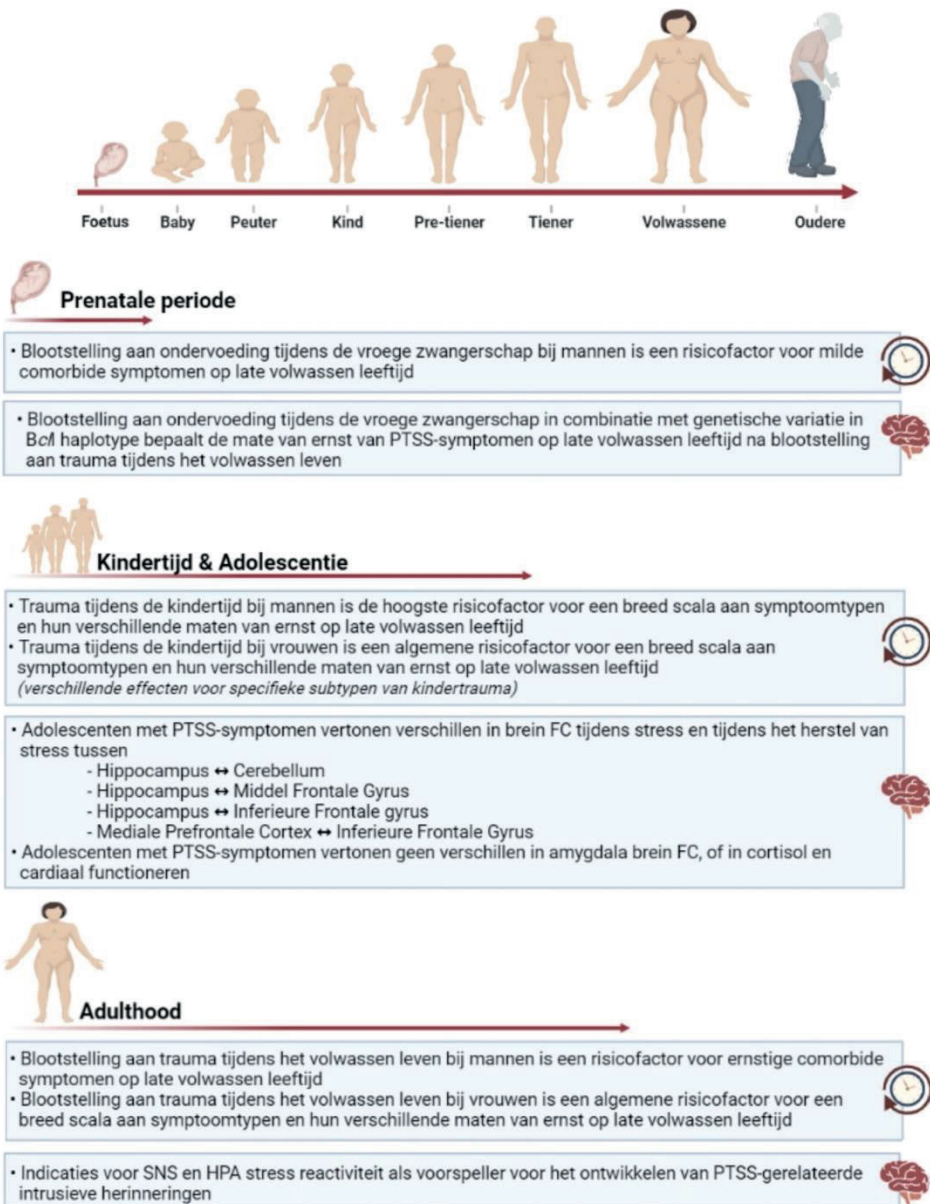 Foetus Baby Peuter Kind Pre-tiener Tiener Volwassene Oudere
Prenatale periode
• Blootstelling aan ondervoeding tijdens de vroege zwangerschap bij mannen is een risicofactor voor milde
comorbide symptomen op late volwassen leeftijd
• Blootstelling aan ondervoeding tijdens de vroege zwangerschap in combinatie met genetische variatie in
BclI haplotype bepaalt de mate van ernst van PTSS-symptomen op late volwassen leeftijd na blootstelling
aan trauma tijdens het volwassen leven
Kindertijd & Adolescentie
• Trauma tijdens de kindertijd bij mannen is de hoogste risicofactor voor een breed scala aan symptoomtypen
en hun verschillende maten van ernst op late volwassen leeftijd
• Trauma tijdens de kindertijd bij vrouwen is een algemene risicofactor voor een breed scala aan
symptoomtypen en hun verschillende maten van ernst op late volwassen leeftijd
(verschillende effecten voor specifieke subtypen van kindertrauma)
• Adolescenten met PTSS-symptomen vertonen verschillen in brein FC tijdens stress en tijdens het herstel van
stress tussen
- Hippocampus ↔ Cerebellum
- Hippocampus ↔ Middel Frontale Gyrus
- Hippocampus ↔ Inferieure Frontale gyrus
- Mediale Prefrontale Cortex ↔ Inferieure Frontale Gyrus
• Adolescenten met PTSS-symptomen vertonen geen verschillen in amygdala brein FC, of in cortisol en
cardiaal functioneren
Adulthood
• Blootstelling aan trauma tijdens het volwassen leven bij mannen is een risicofactor voor ernstige comorbide
symptomen op late volwassen leeftijd
• Blootstelling aan trauma tijdens het volwassen leven bij vrouwen is een algemene risicofactor voor een
breed scala aan symptoomtypen en hun verschillende maten van ernst op late volwassen leeftijd
• Indicaties voor SNS en HPA stress reactiviteit als voorspeller voor het ontwikkelen van PTSS-gerelateerde
intrusieve herinneringen